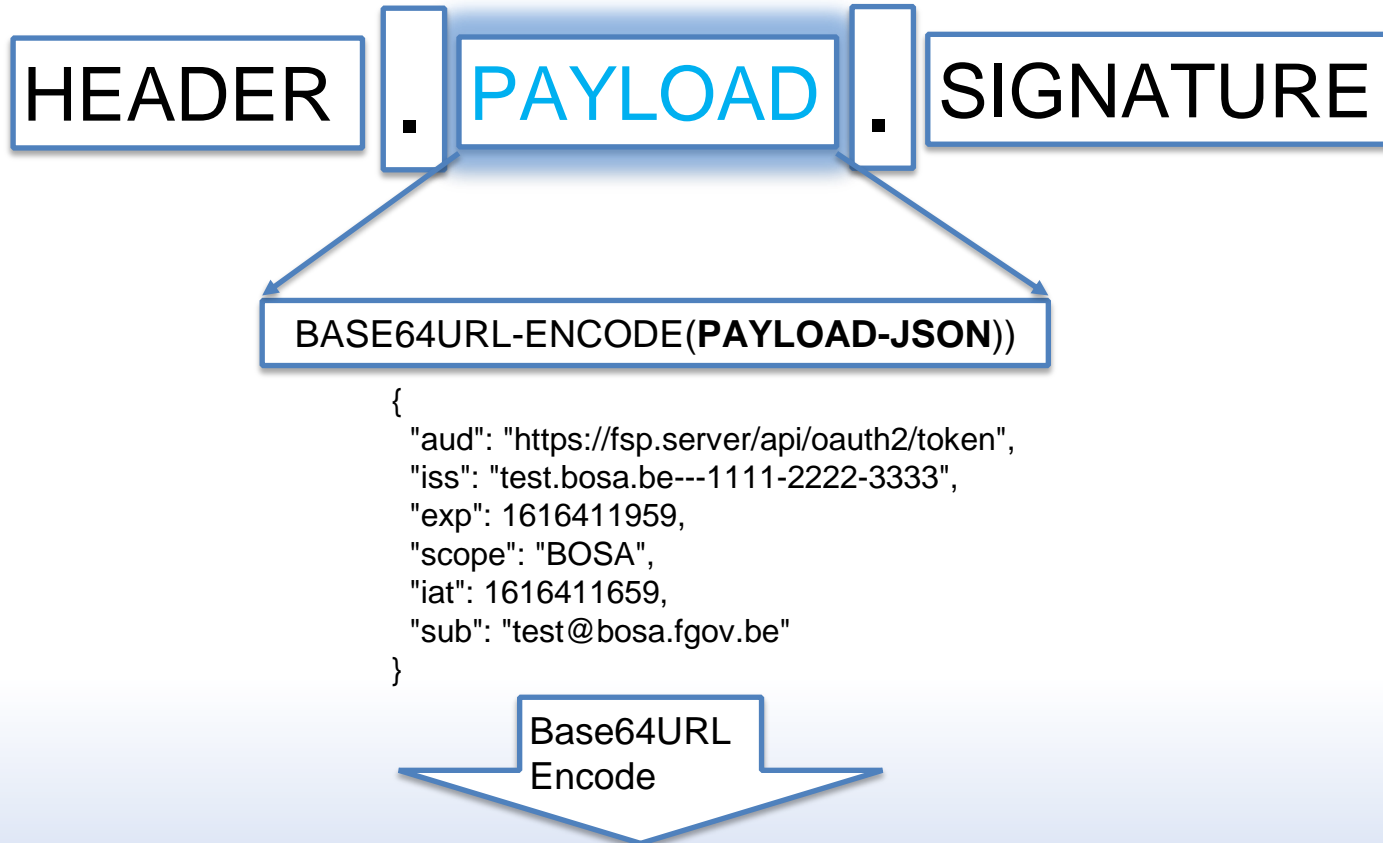 HEADER . PAYLOAD . SIGNATURE
BASE64URL-ENCODE(PAYLOAD-JSON))
{
"aud": "https://fsp.server/api/oauth2/token",
"iss": "test.bosa.be---1111-2222-3333",
"exp": 1616411959,
"scope": "BOSA",
"iat": 1616411659,
"sub": "test@bosa.fgov.be"
}
Base64URL
Encode